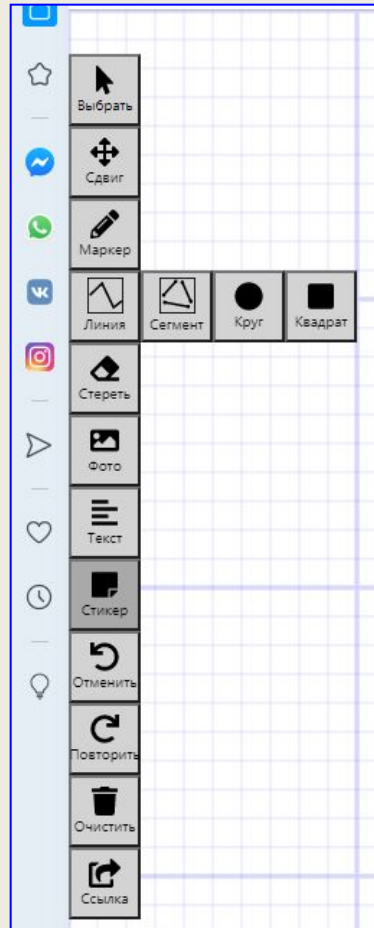 Выбрать
Сдвиг
Маркер
Линия Сегмент Круг Квадрат
Стереть
Фото
Текст
Стикер
Отменить
Повторить
Очистить
Ссылка